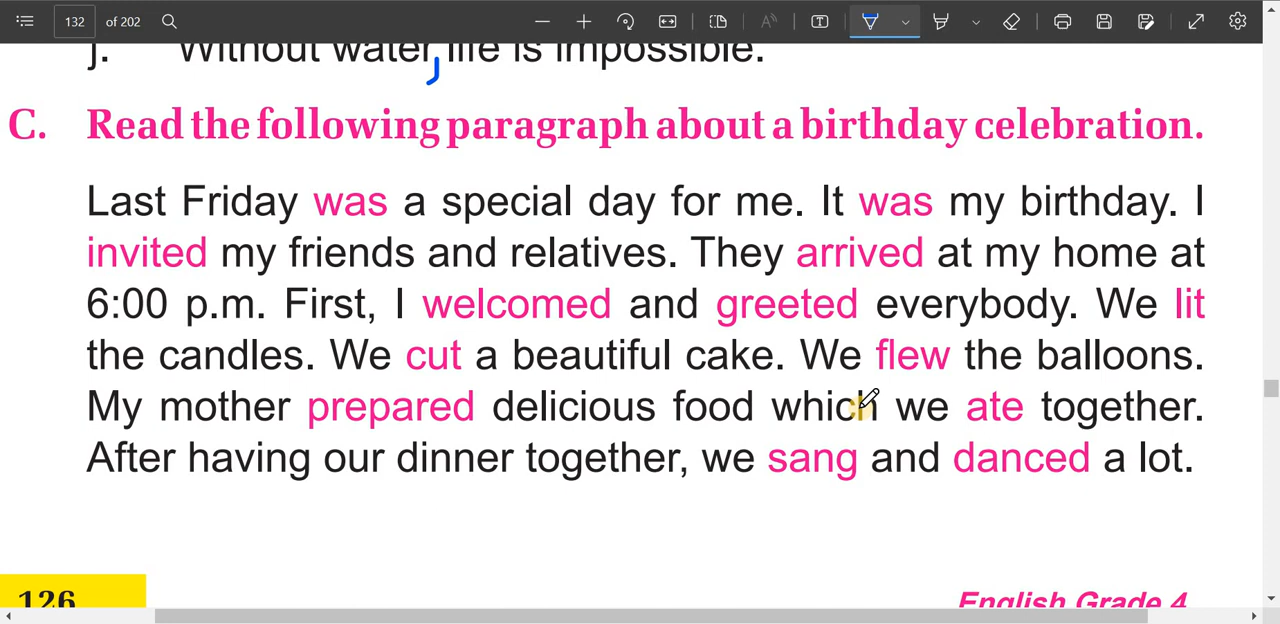 132 of 202
j. Without water, life is impossible.
C. Read the following paragraph about a birthday celebration.
Last Friday was a special day for me. It was my birthday. I
invited my friends and relatives. They arrived at my home at
6:00 p.m. First, I welcomed and greeted everybody. We lit
the candles. We cut a beautiful cake. We flew the balloons.
My mother prepared delicious food which we ate together.
After having our dinner together, we sang and danced a lot.
126 English Grade 4